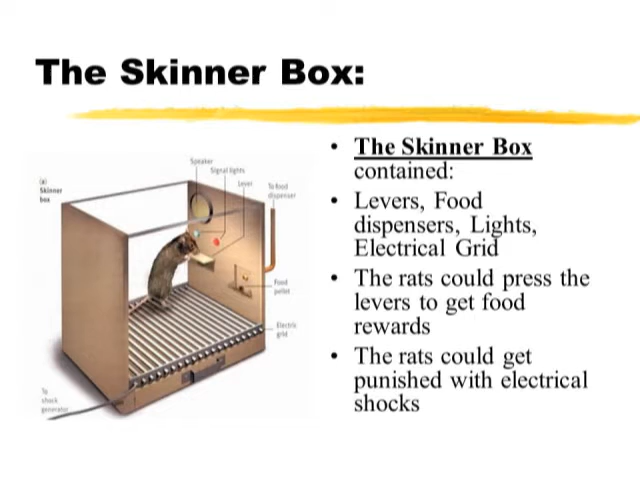 The Skinner Box:
Speaker
Signal lights
Lever
To food
dispenser
(a)
Skinner
box
Food
pellet
Electric
grid
To
shock
generator
• The Skinner Box
contained:
• Levers, Food
dispensers, Lights,
Electrical Grid
• The rats could press the
levers to get food
rewards
• The rats could get
punished with electrical
shocks